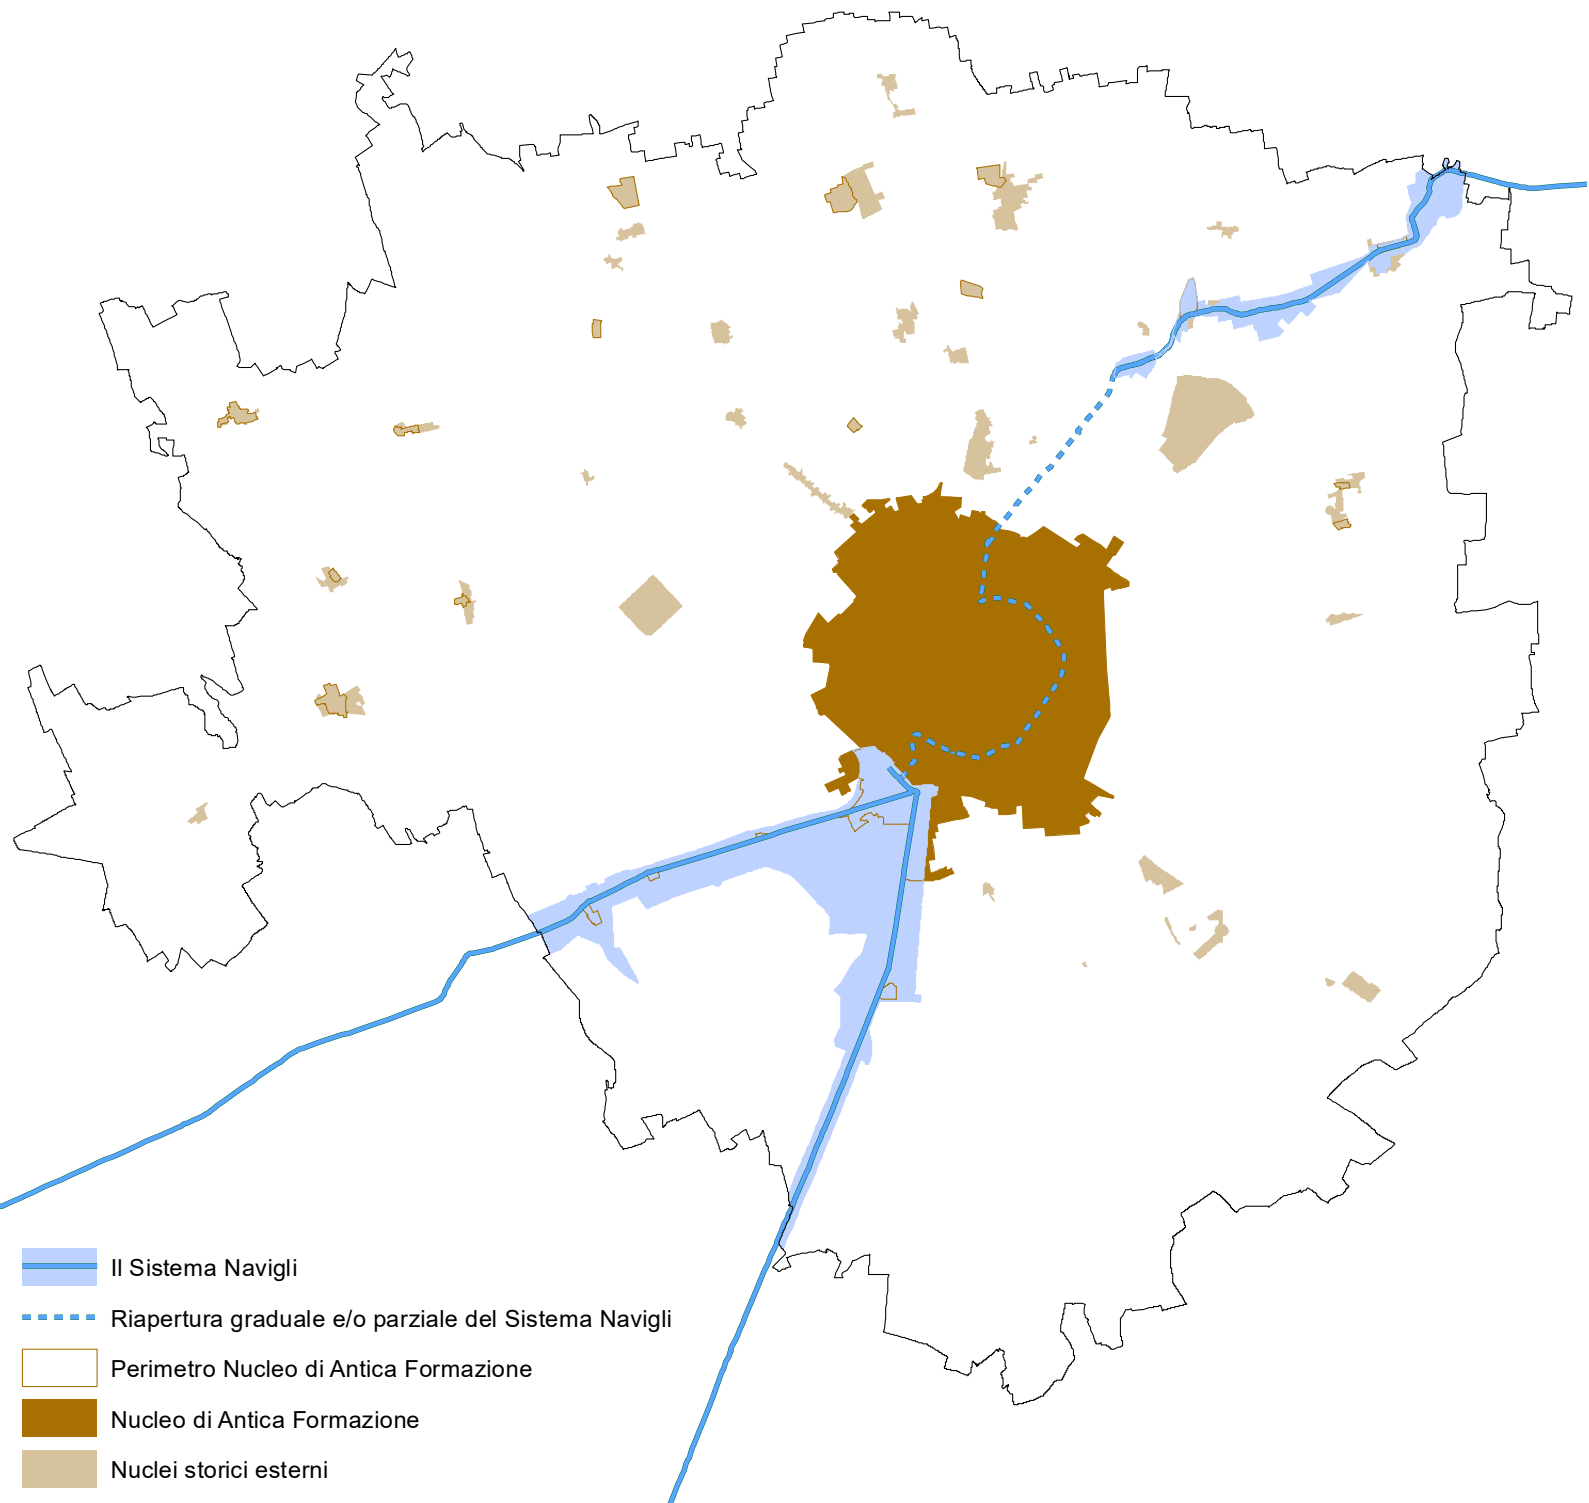 Il Sistema Navigli
Riapertura graduale e/o parziale del Sistema Navigli
Perimetro Nucleo di Antica Formazione
Nucleo di Antica Formazione
Nuclei storici esterni